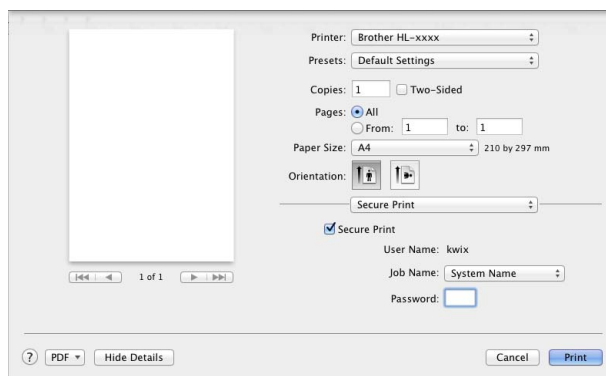 Printer: Brother HL-xxxx
Presets: Default Settings
Copies: 1 Two-Sided
Pages: All
From: 1 to: 1
Paper Size: A4 210 by 297 mm
Orientation:
Secure Print
Secure Print
User Name: kwix
Job Name: System Name
Password:
1 of 1
? PDF Hide Details Cancel Print